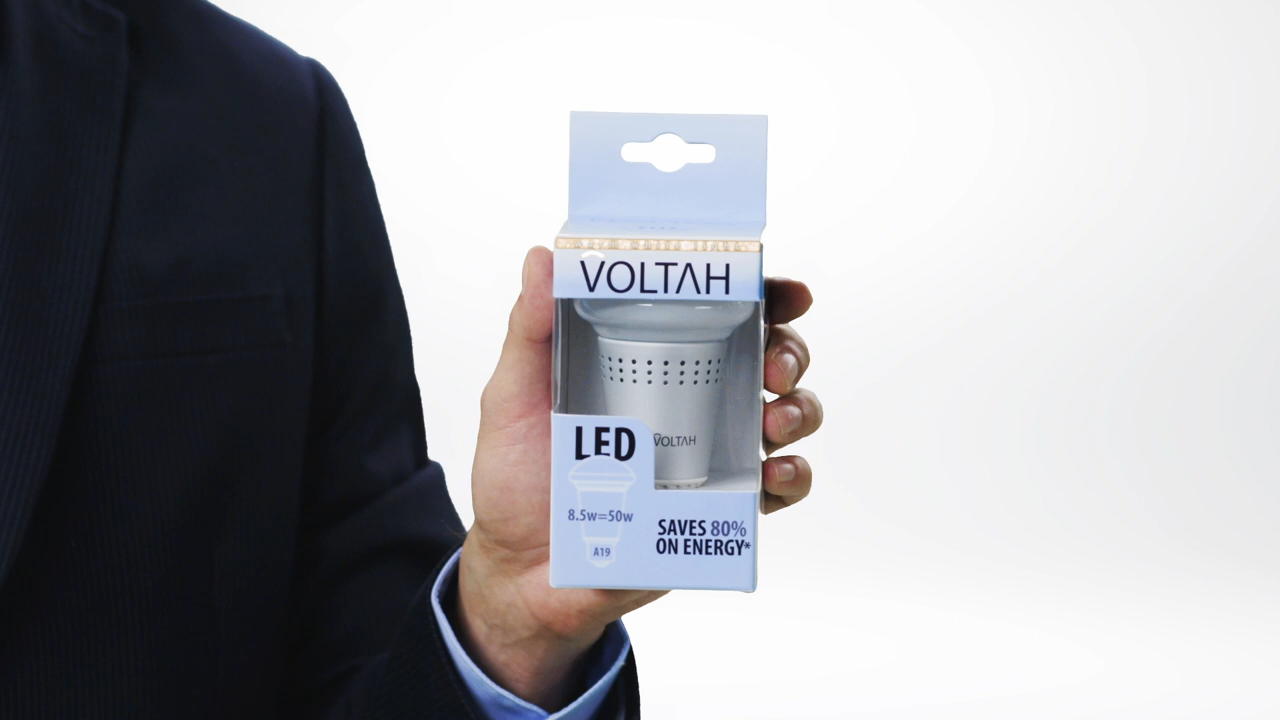 VOLTAH
VOLTAH
LED
8.5w=50w
A19
SAVES 80%
ON ENERGY*